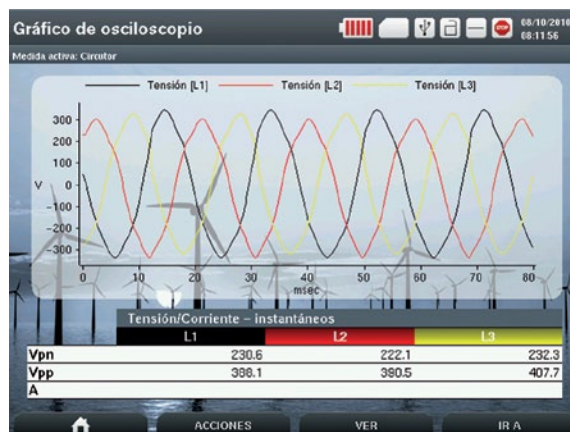 Gráfico de osciloscopio
08/10/2010
08:11:56
Medida activa: Circutor
Tensión [L1] Tensión [L2] Tensión [L3]
300
200
100
V 0
-100
-200
-300
0 10 20 30 40 50 60 70 80
msec
Tensión/Corriente - instantáneos
L1 L2 L3
Vpn 230.6 222.1 232.3
Vpp 388.1 390.5 407.7
A
ACCIONES VER IR A